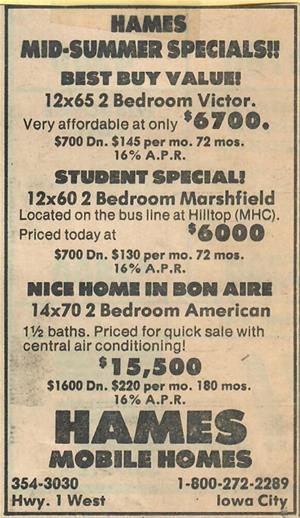 HAMES
MID-SUMMER SPECIALS!!
BEST BUY VALUE!
12x65 2 Bedroom Victor.
Very affordable at only $6700.
$700 Dn. $145 per mo. 72 mos.
16% A.P.R.
STUDENT SPECIAL!
12x60 2 Bedroom Marshfield
Located on the bus line at Hilltop (MHC).
Priced today at $6000
$700 Dn. $130 per mo. 72 mos.
16% A.P.R.
NICE HOME IN BON AIRE
14x70 2 Bedroom American
1½ baths. Priced for quick sale with
central air conditioning!
$15,500
$1600 Dn. $220 per mo. 180 mos.
16% A.P.R.
HAMES
MOBILE HOMES
354-3030 1-800-272-2289
Hwy. 1 West Iowa City